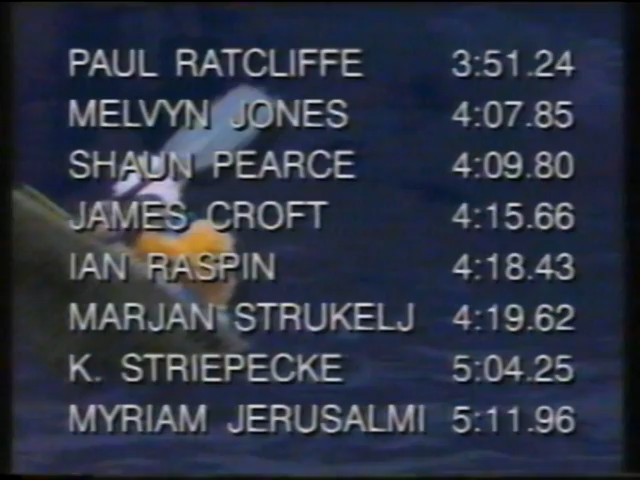 PAUL RATCLIFFE 3:51.24
MELVYN JONES 4:07.85
SHAUN PEARCE 4:09.80
JAMES CROFT 4:15.66
IAN RASPIN 4:18.43
MARJAN STRUKELJ 4:19.62
K. STRIEPECKE 5:04.25
MYRIAM JERUSALMI 5:11.96